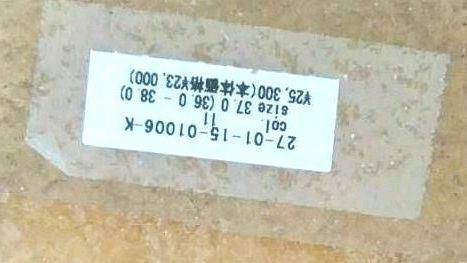 27-01-15-01006-K
col. 11
size 37.0 (36.0 - 38.0)
¥25,300(本体価格¥23,000)